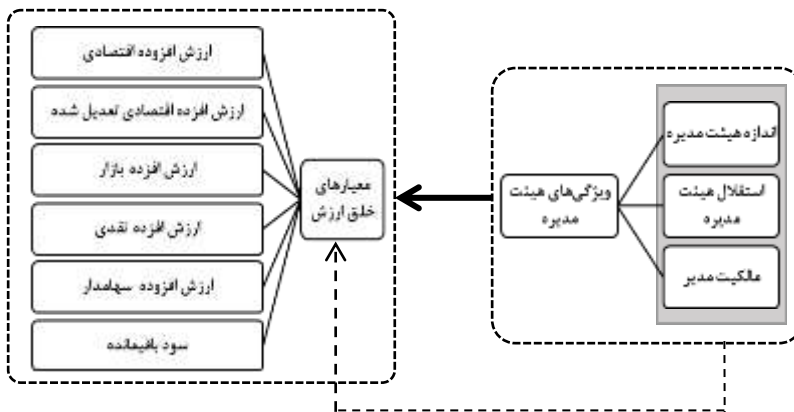 اندازه هیئت مدیره
استقلال هیئت
مدیره
مالکیت مدیر
ویژگی‌های هیئت
مدیره
معیارهای
خلق ارزش
ارزش افزوده اقتصادی
ارزش افزده اقتصادی تعدیل شده
ارزش افزده بازار
ارزش افزده نقدی
ارزش افزوده سهامدار
سود باقیمانده